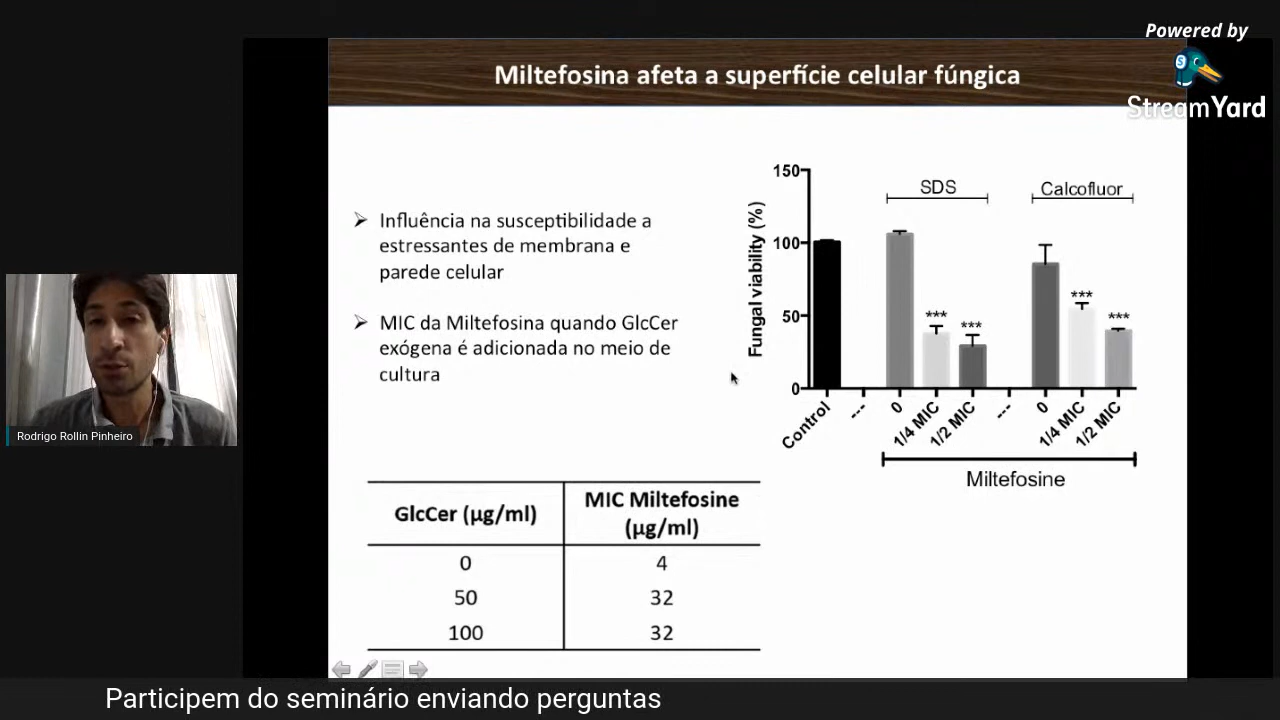 Powered by
StreamYard
Miltefosina afeta a superfície celular fúngica
Influência na susceptibilidade a
estressantes de membrana e
parede celular
MIC da Miltefosina quando GlcCer
exógena é adicionada no meio de
cultura
Fungal viability (%)
150
100
50
0
SDS
Calcofluor
***
***
***
***
Control
---
0
1/4 MIC
1/2 MIC
---
0
1/4 MIC
1/2 MIC
Miltefosine
GlcCer (µg/ml)
MIC Miltefosine
(µg/ml)
0 4
50 32
100 32
Rodrigo Rollin Pinheiro
Participem do seminário enviando perguntas